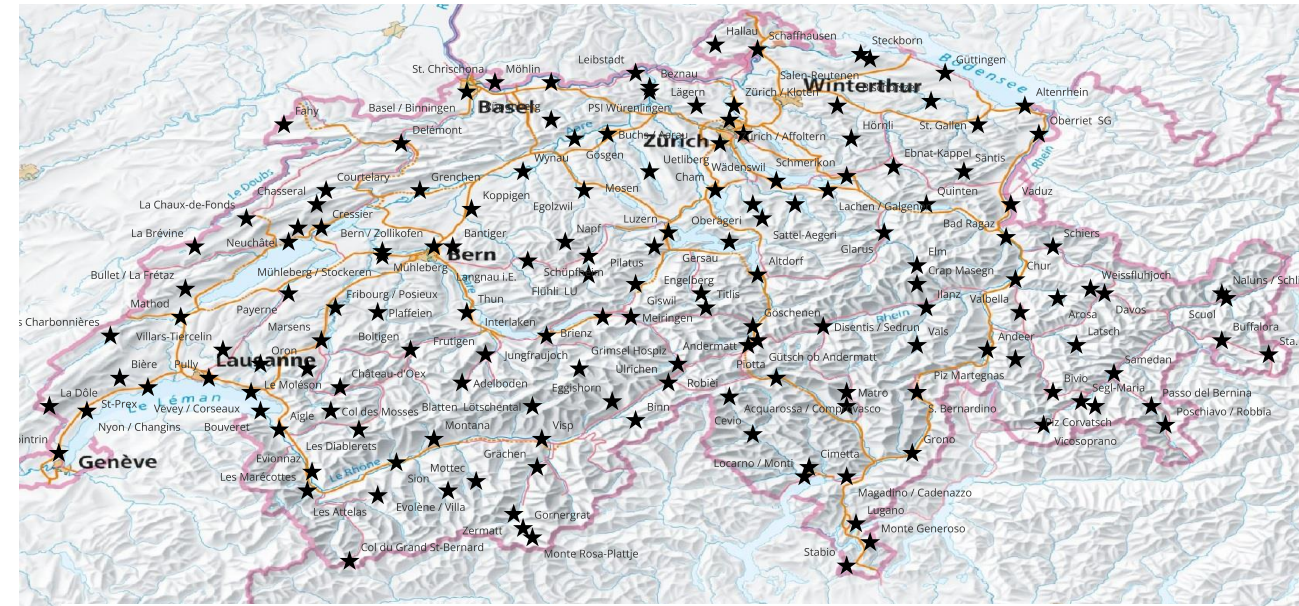 Hallau
Schaffhausen
Steckborn
St. Chrischona
Möhlin
Leibstadt
Beznau
Güttingen
Bodensee
Salen-Reutenen
Winterthur
Lägern
Zürich / Kloten
Altenrhein
Fahy
Basel / Binningen
Basel
PSI Würenlingen
Oberriet SG
Delémont
Aare
Buchs / Aarau
Zürich
Zürich / Affoltern
Hörnli
St. Gallen
Gösgen
Wynau
Uetliberg
Wädenswil
Schmerikon
Ebnat-Kappel
Säntis
Rhein
Le Doubs
Courtelary
Chasseral
Grenchen
Koppigen
Mosen
Cham
Egolzwil
Lachen / Galgenen
Quinten
Vaduz
La Chaux-de-Fonds
Cressier
La Brévine
Neuchâtel
Bern / Zollikofen
Bantiger
Napf
Luzern
Oberägeri
Sattel-Aegeri
Bad Ragaz
Schiers
Glarus
Bern
Mühleberg / Stockeren
Mühleberg
Langnau i.E.
Aare
Schüpfheim
Flühli LU
Pilatus
Gersau
Altdorf
Elm
Crap Masegn
Chur
Weissfluhjoch
Bullet / La Frétaz
Mathod
Payerne
Fribourg / Posieux
Thun
Engelberg
Giswil
Titlis
Ilanz
Valbella
Naluns / Schli
Davos
Arosa
Scuol
s Charbonnières
Villars-Tiercelin
Marsens
Plaffeien
Boltigen
Interlaken
Brienz
Meiringen
Göschenen
Rhein
Disentis / Sedrun
Vals
Andeer
Latsch
Buffalora
Sta.
Bière
Pully
Lausanne
Oron
Frutigen
Jungfraujoch
Grimsel Hospiz
Andermatt
Gütsch ob Andermatt
Samedan
La Dôle
St-Prex
Le Léman
Vevey / Corseaux
Le Moléson
Château-d'Oex
Adelboden
Eggishorn
Ulrichen
Robièi
Piotta
Matro
Piz Martegnas
Bivio
Segl-Maria
Passo del Bernina
Nyon / Changins
Bouveret
Aigle
Col des Mosses
Blatten Lötschental
Binn
Cevio
Acquarossa / Comprovasco
S. Bernardino
Piz Corvatsch
Vicosoprano
Poschiavo / Robbia
ointrin
Genève
Les Diablerets
Montana
Visp
Evionnaz
Les Marécottes
Le Rhône
Sion
Mottec
Grächen
Locarno / Monti
Cimetta
Grono
Les Attelas
Evolène / Villa
Magadino / Cadenazzo
Zermatt
Gornergrat
Lugano
Monte Generoso
Col du Grand St-Bernard
Monte Rosa-Plattje
Stabio